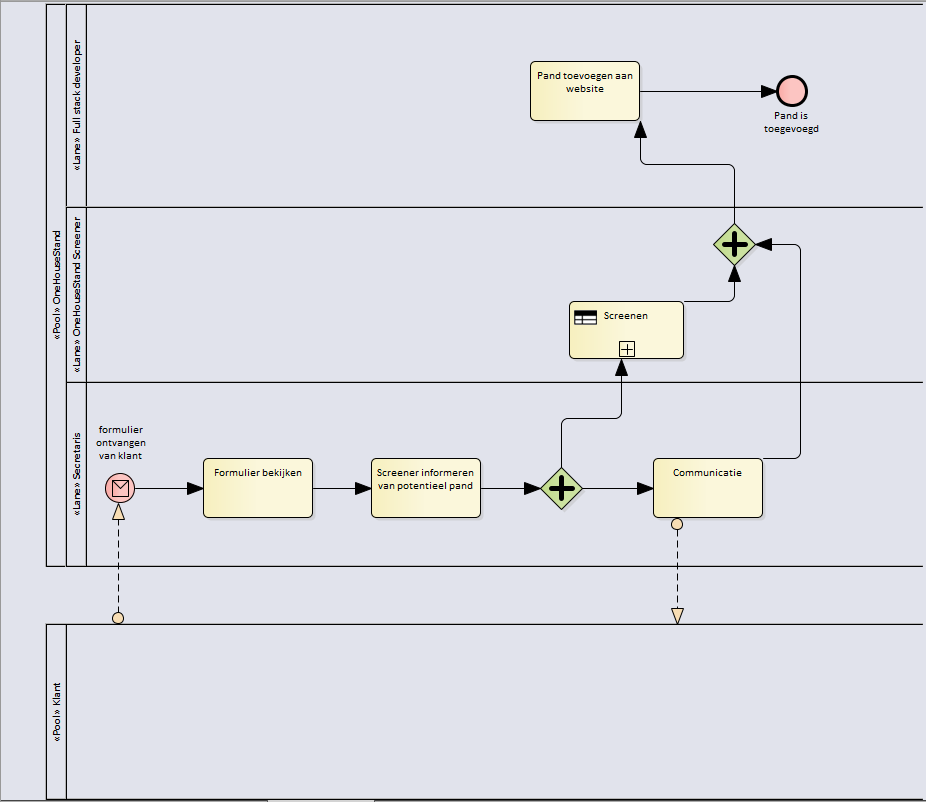 «Pool» OneHouseStand
«Lane» Full stack developer
Pand toevoegen aan
website
Pand is
toegevoegd
«Lane» OneHouseStand Screener
Screenen
«Lane» Secretaris
formulier
ontvangen
van klant
Formulier bekijken
Screener informeren
van potentieel pand
Communicatie
«Pool» Klant